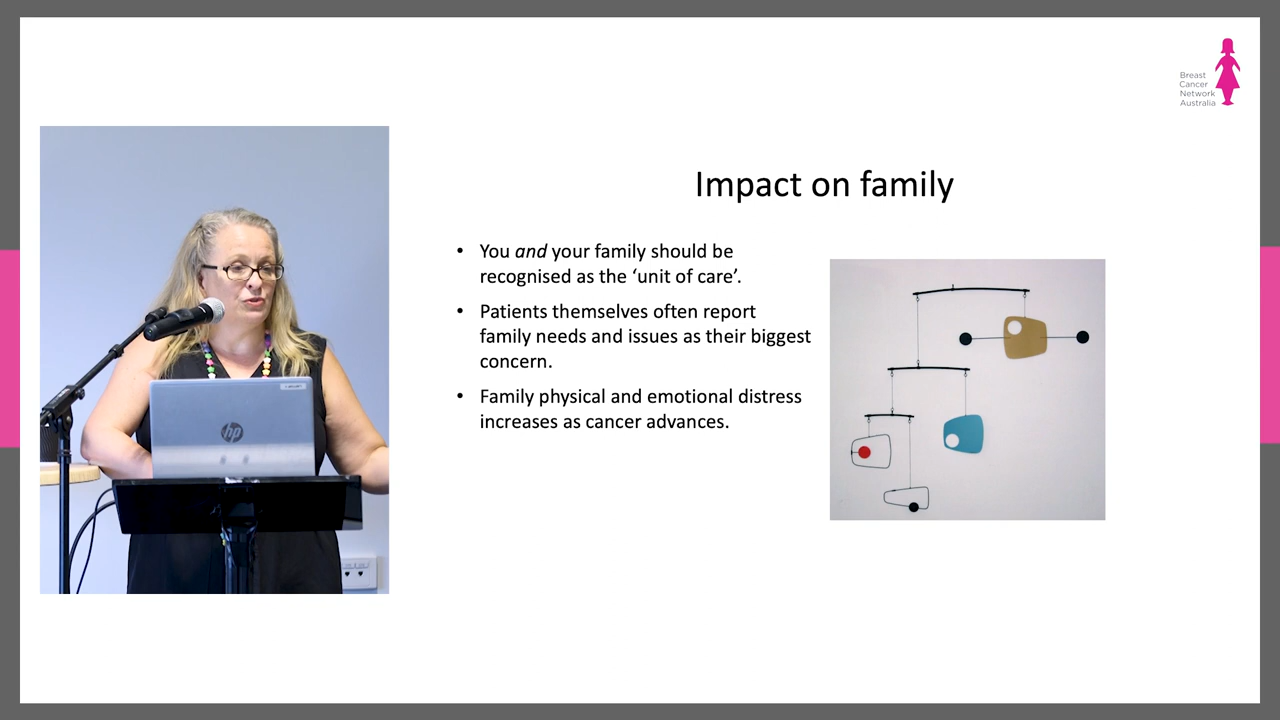 Breast
Cancer
Network
Australia
Impact on family
• You and your family should be
recognised as the ‘unit of care’.
• Patients themselves often report
family needs and issues as their biggest
concern.
• Family physical and emotional distress
increases as cancer advances.
hp